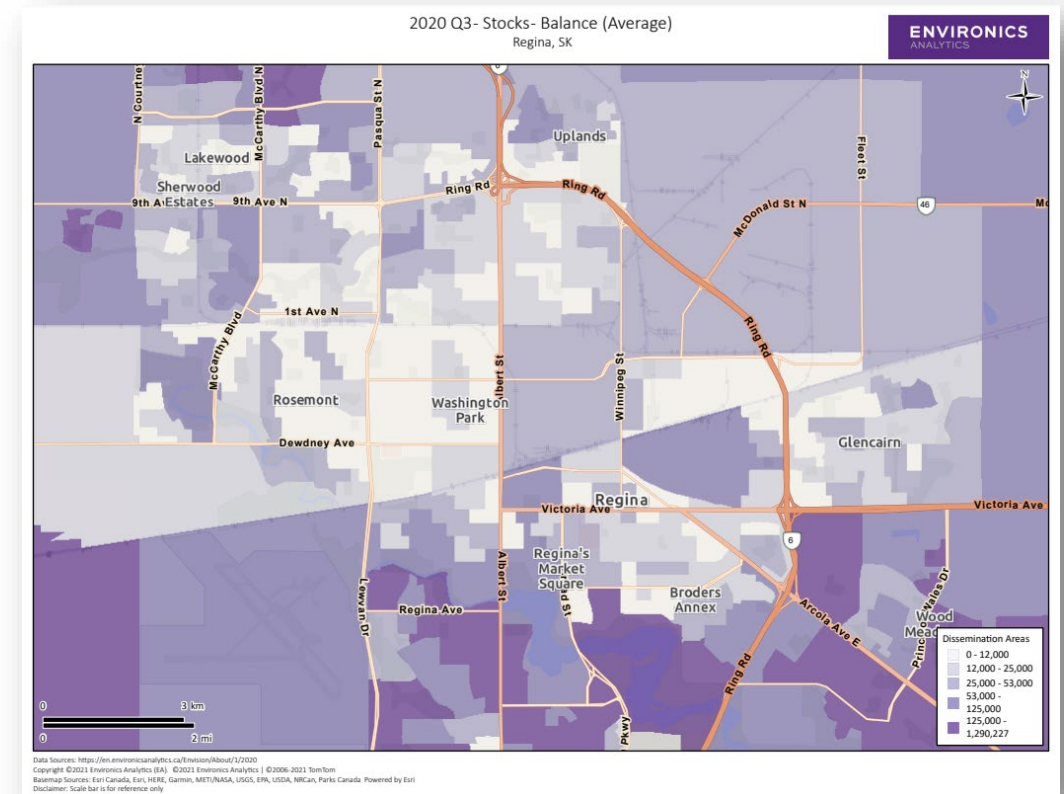 2020 Q3- Stocks- Balance (Average)
Regina, SK
ENVIRONICS
ANALYTICS
N
N Courtne
McCarthy Blvd N
Pasqua St N
6
Uplands
Lakewood
Sherwood
Estates
9th A
9th Ave N
Ring Rd
Ring Rd
Fleet St
McDonald St N
46
1st Ave N
McCarthy Blvd
Rosemont
Washington
Park
lbert St
Winnipeg St
Ring Rd
Dewdney Ave
Glencairn
Regina
Victoria Ave
Victoria Ave
6
Regina's
Market
Square
Albert St
ad St
Lewvan Dr
Regina Ave
Broders
Annex
Arcola Ave E
Wood
Mead
Ring Rd
Pkwy
Dissemination Areas
0 - 12,000
12,000 - 25,000
25,000 - 53,000
53,000 -
125,000
125,000 -
1,290,227
0 3 km
0 2 mi
Data Sources: https://en.environicsanalytics.ca/Envision/About/1/2020
Copyright ©2021 Environics Analytics (EA). ©2021 Environics Analytics | ©2006-2021 TomTom
Basemap Sources: Esri Canada, Esri, HERE, Garmin, METI/NASA, USGS, EPA, USDA, NRCan, Parks Canada Powered by Esri
Disclaimer: Scale bar is for reference only